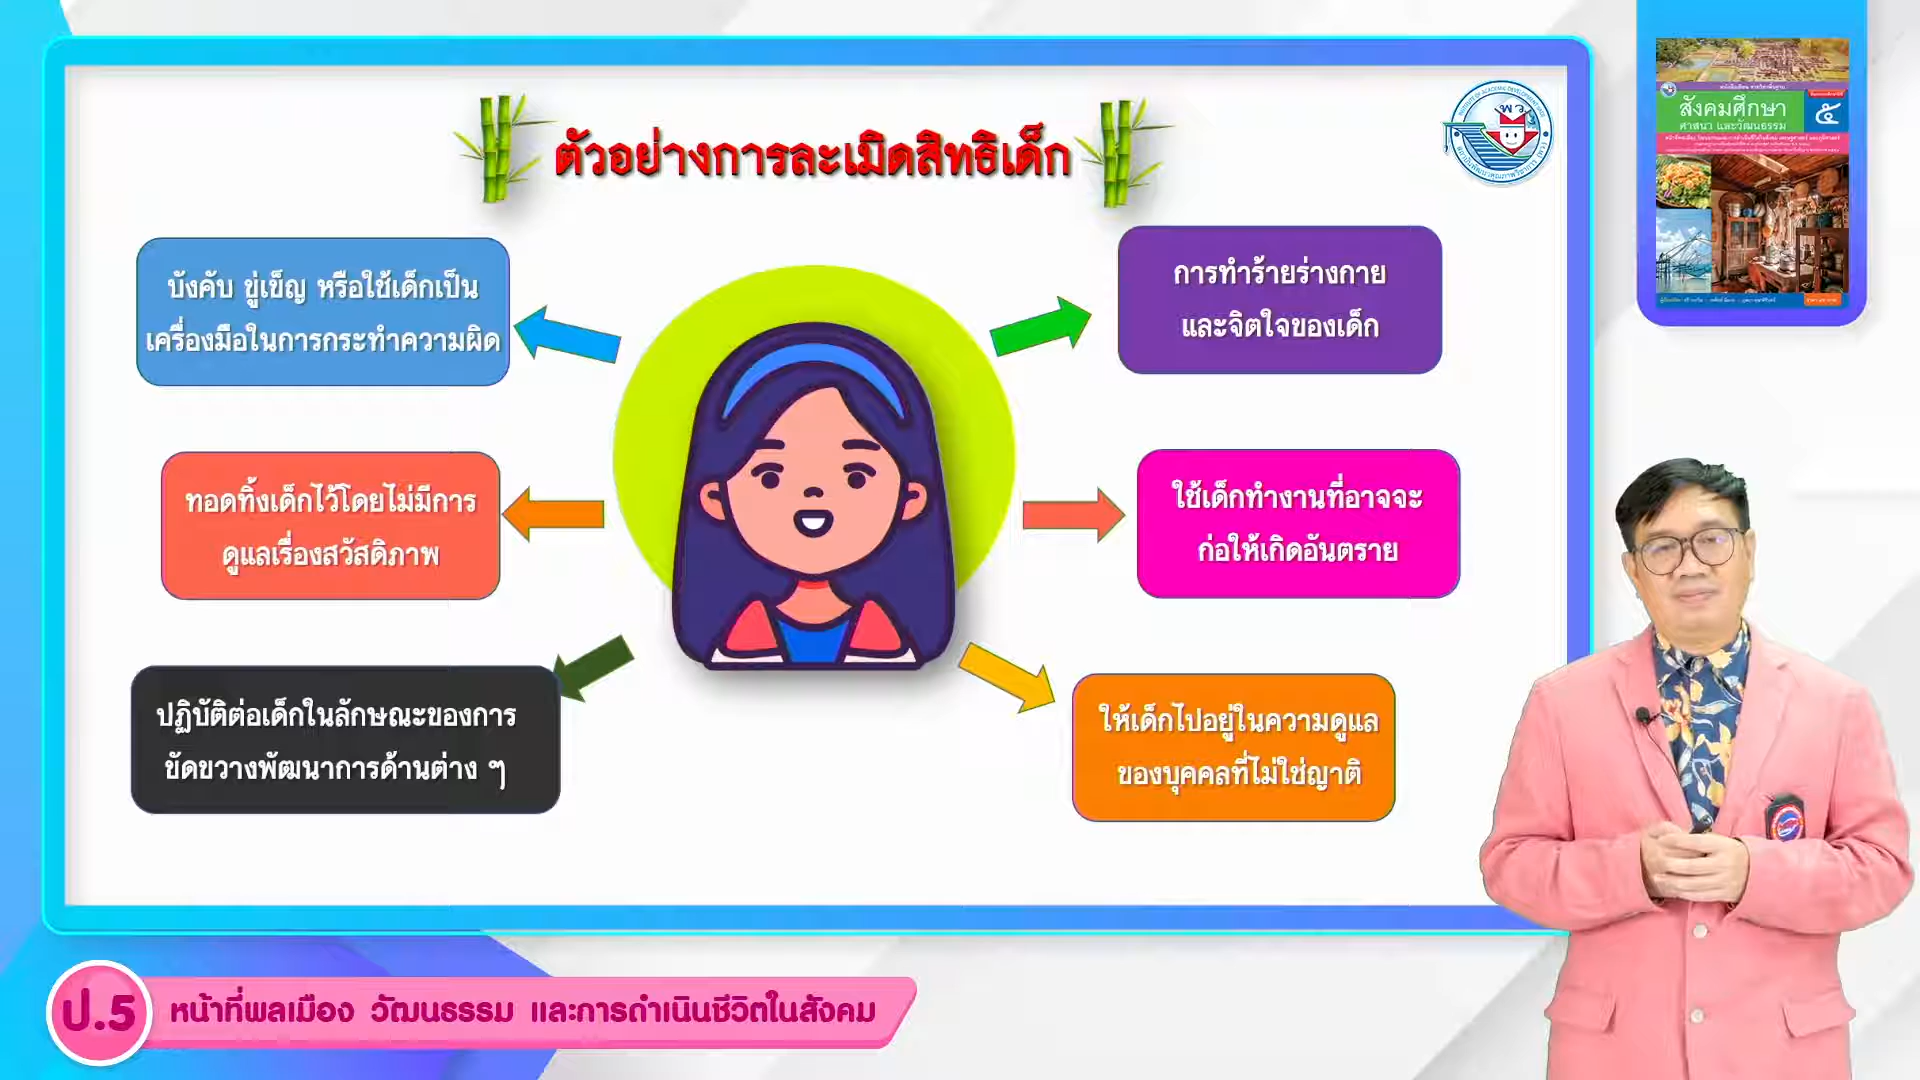 ตัวอย่างการละเมิดสิทธิเด็ก
บังคับ ขู่เข็ญ หรือใช้เด็กเป็น
เครื่องมือในการกระทำความผิด
การทำร้ายร่างกาย
และจิตใจของเด็ก
ทอดทิ้งเด็กไว้โดยไม่มีการ
ดูแลเรื่องสวัสดิภาพ
ใช้เด็กทำงานที่อาจจะ
ก่อให้เกิดอันตราย
ปฏิบัติต่อเด็กในลักษณะของการ
ขัดขวางพัฒนาการด้านต่าง ๆ
ให้เด็กไปอยู่ในความดูแล
ของบุคคลที่ไม่ใช่ญาติ
พว
สังคมศึกษา
ศาสนา และวัฒนธรรม
๕
ป.5
หน้าที่พลเมือง วัฒนธรรม และการดำเนินชีวิตในสังคม